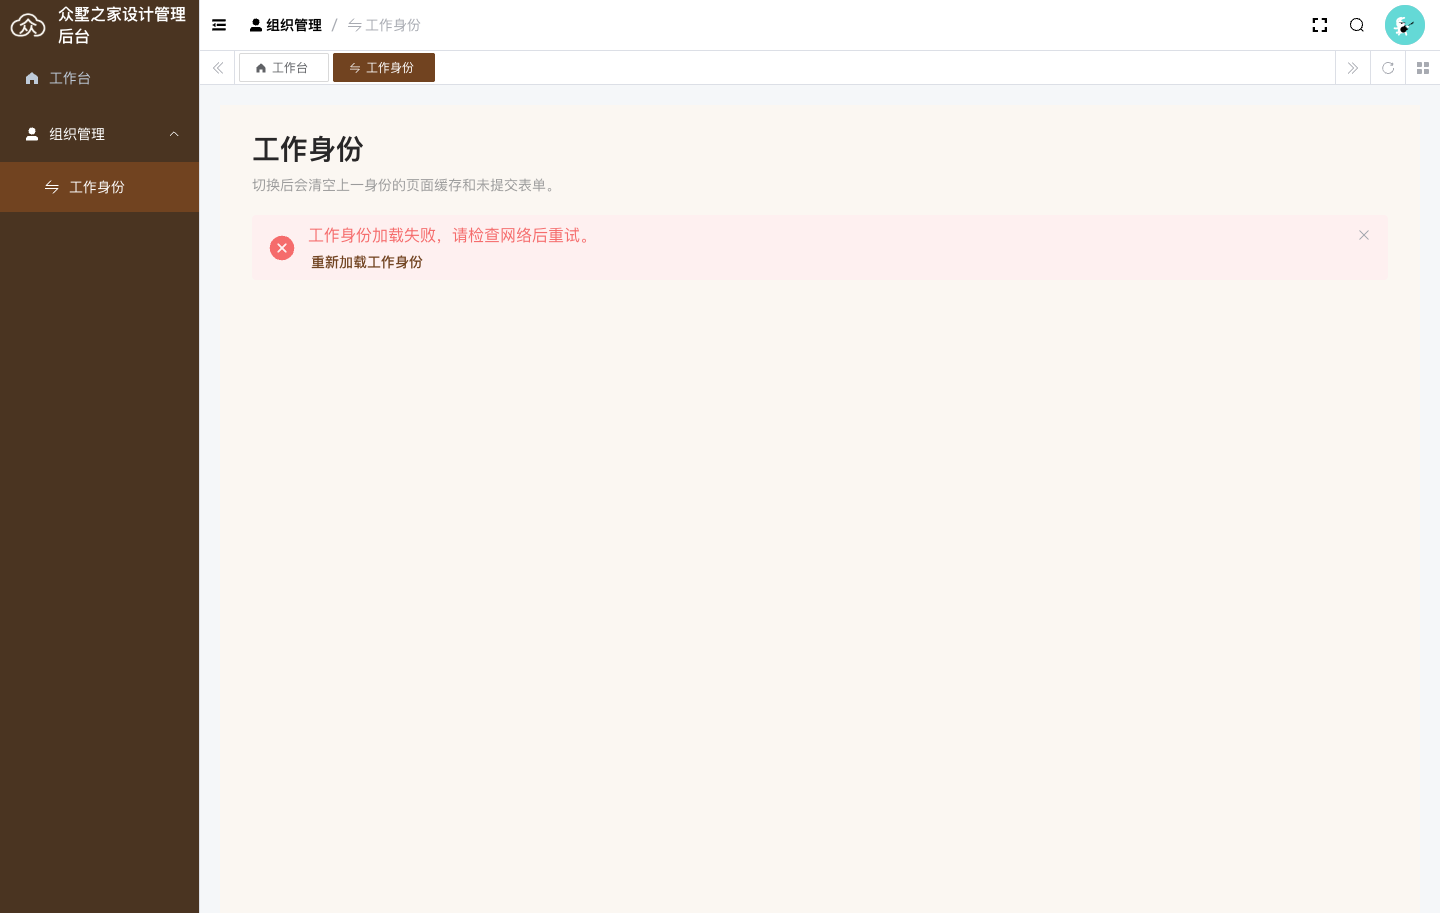 众墅之家设计管理
后台
组织管理 / 工作身份
工作台
工作身份
工作台
组织管理
工作身份
工作身份
切换后会清空上一身份的页面缓存和未提交表单。
工作身份加载失败，请检查网络后重试。
重新加载工作身份